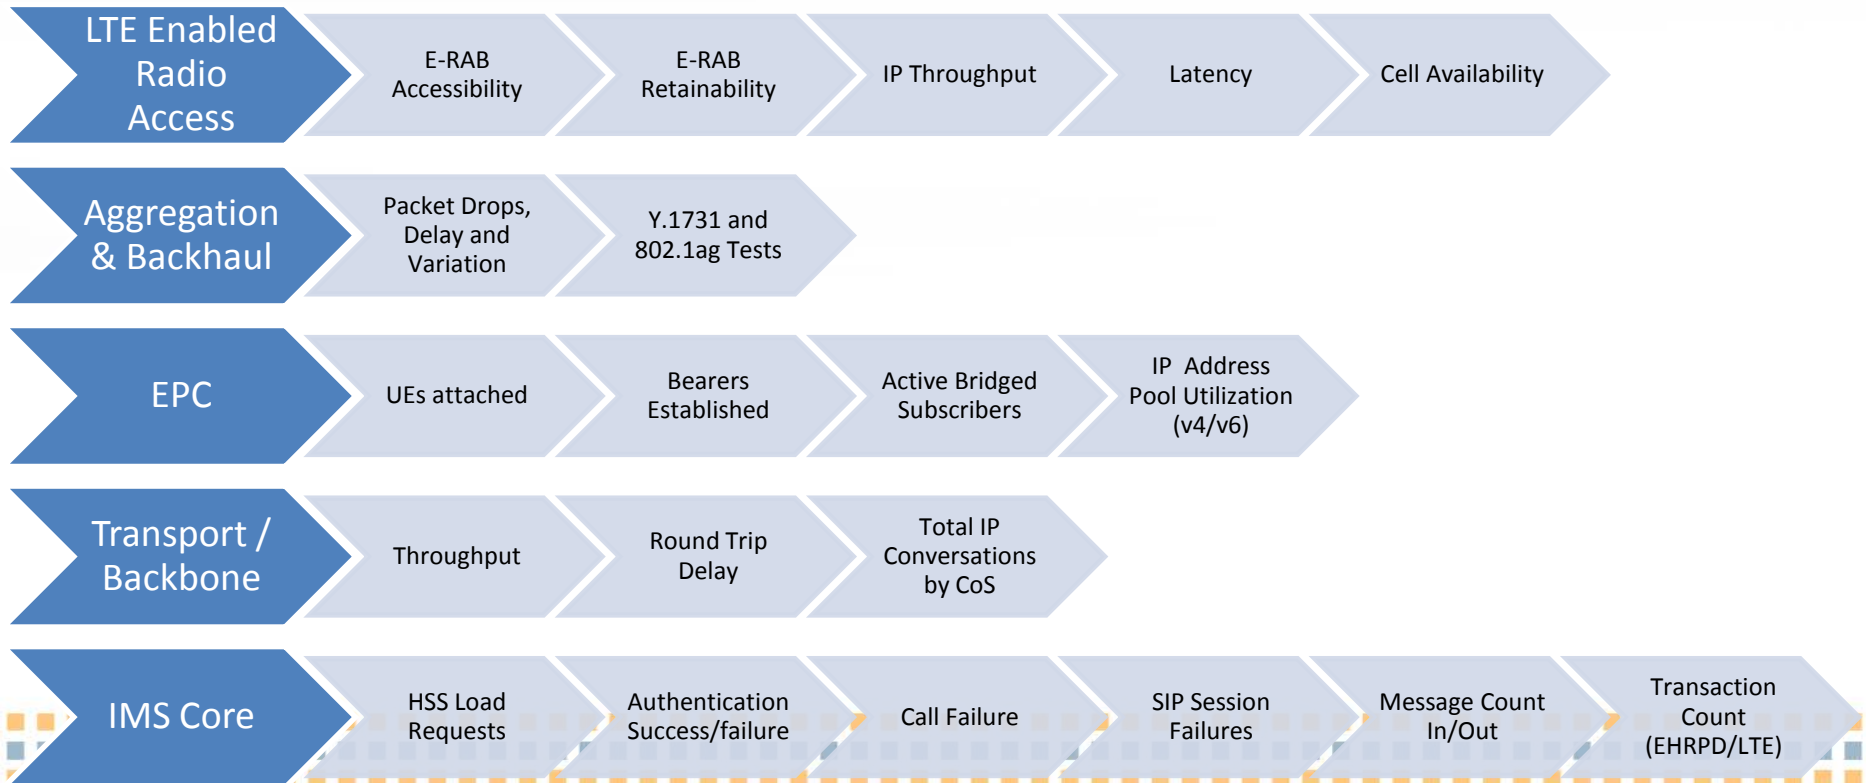 LTE Enabled
Radio
Access
E-RAB
Accessibility
E-RAB
Retainability
IP Throughput
Latency
Cell Availability
Aggregation
& Backhaul
Packet Drops,
Delay and
Variation
Y.1731 and
802.1ag Tests
EPC
UEs attached
Bearers
Established
Active Bridged
Subscribers
IP Address
Pool Utilization
(v4/v6)
Transport /
Backbone
Throughput
Round Trip
Delay
Total IP
Conversations
by CoS
IMS Core
HSS Load
Requests
Authentication
Success/failure
Call Failure
SIP Session
Failures
Message Count
In/Out
Transaction
Count
(EHRPD/LTE)